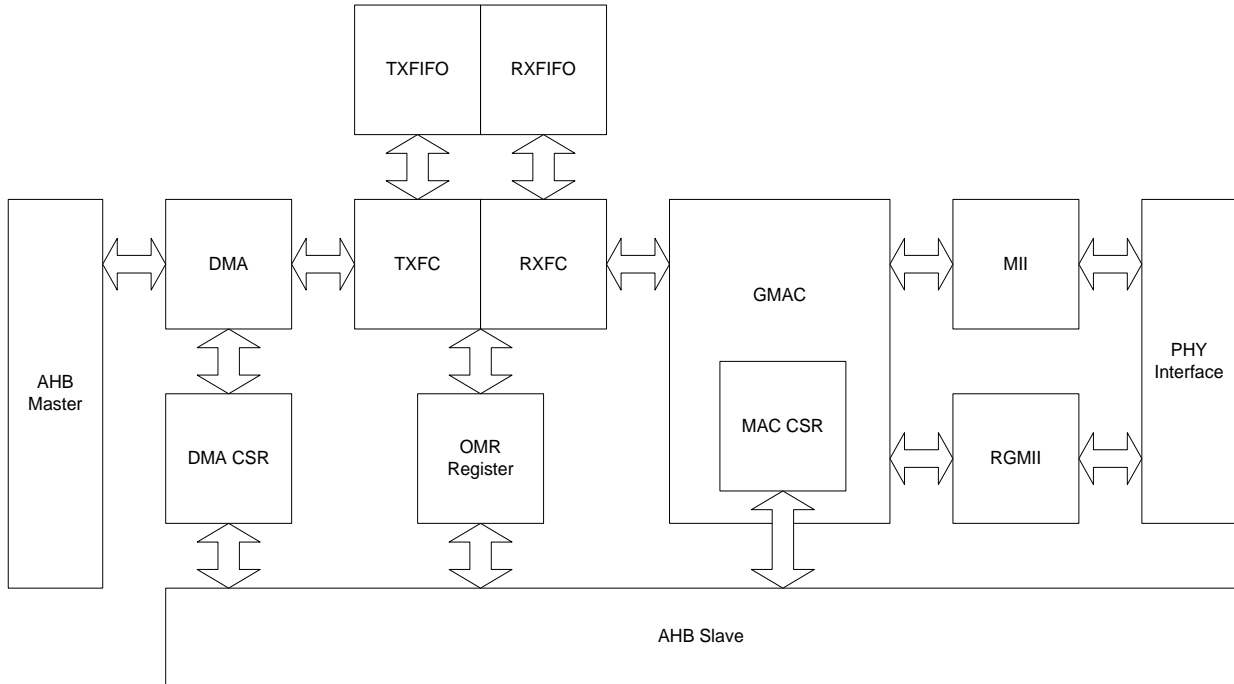 TXFIFO
RXFIFO
AHB
Master
DMA
TXFC
RXFC
GMAC
MII
PHY
Interface
DMA CSR
OMR
Register
MAC CSR
RGMII
AHB Slave